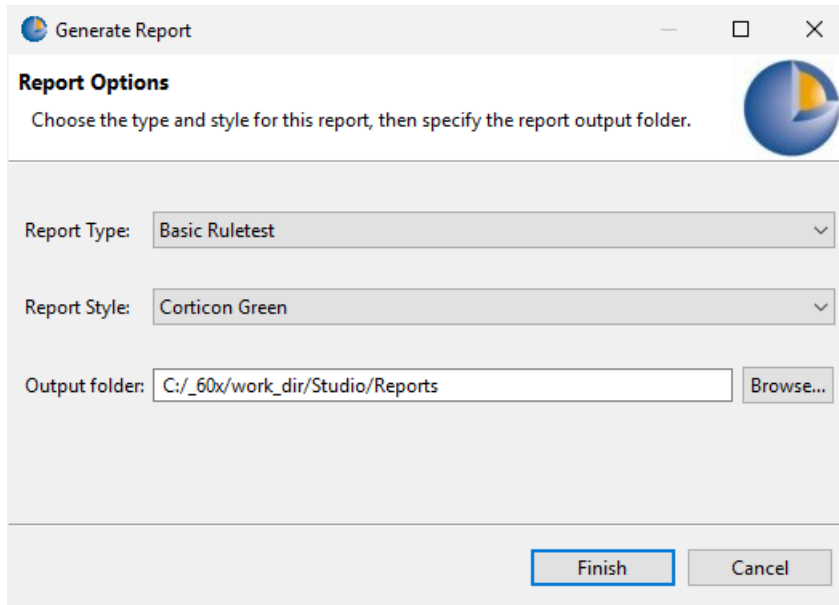 Generate Report
Report Options
Choose the type and style for this report, then specify the report output folder.
Report Type: Basic Ruletest
Report Style: Corticon Green
Output folder: C:/_60x/work_dir/Studio/Reports Browse...
Finish Cancel